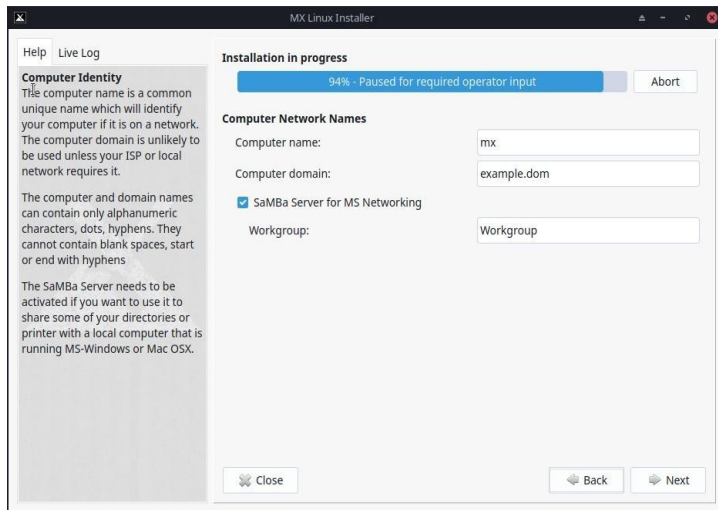 MX Linux Installer
Help Live Log
Computer Identity
The computer name is a common
unique name which will identify
your computer if it is on a network.
The computer domain is unlikely to
be used unless your ISP or local
network requires it.
The computer and domain names
can contain only alphanumeric
characters, dots, hyphens. They
cannot contain blank spaces, start
or end with hyphens
The SaMBa Server needs to be
activated if you want to use it to
share some of your directories or
printer with a local computer that is
running MS-Windows or Mac OSX.
Installation in progress
94% - Paused for required operator input Abort
Computer Network Names
Computer name: mx
Computer domain: example.dom
SaMBa Server for MS Networking
Workgroup: Workgroup
Close Back Next